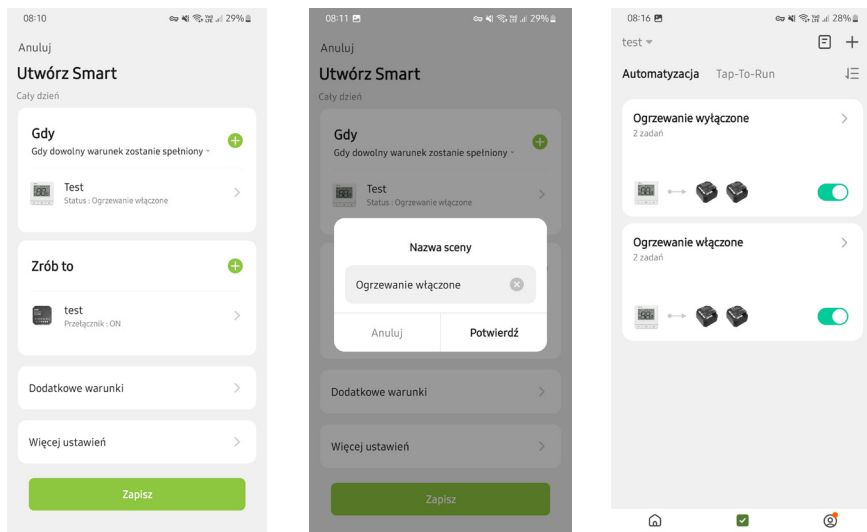 08:10
29%
Anuluj
Utwórz Smart
Cały dzień
Gdy
Gdy dowolny warunek zostanie spełniony
Test
Status : Ogrzewanie włączone
Zrób to
test
Przełącznik : ON
Dodatkowe warunki
Więcej ustawień
Zapisz
08:11
29%
Anuluj
Utwórz Smart
Cały dzień
Gdy
Gdy dowolny warunek zostanie spełniony
Test
Status : Ogrzewanie włączone
Nazwa sceny
Ogrzewanie włączone
Anuluj
Potwierdź
Dodatkowe warunki
Więcej ustawień
Zapisz
08:16
28%
test
Automatyzacja
Tap-To-Run
Ogrzewanie wyłączone
2 zadań
Ogrzewanie włączone
2 zadań